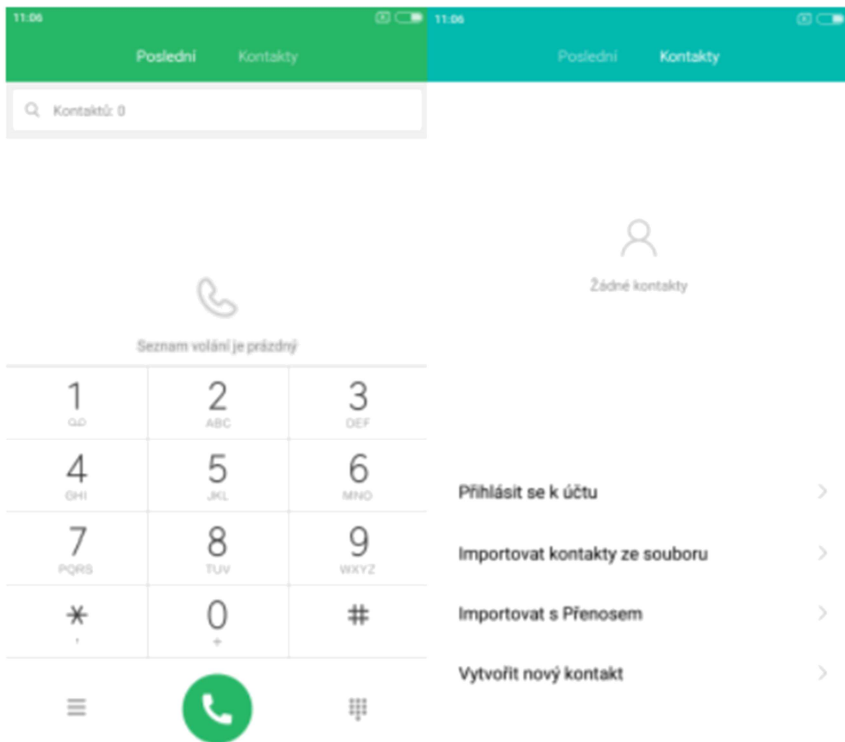 11:06
Poslední Kontakty
Kontaktů: 0
Seznam volání je prázdný
1 2 3
ABC DEF
4 5 6
GHI JKL MNO
7 8 9
PQRS TUV WXYZ
* 0 #
, +
11:06
Poslední Kontakty
Žádné kontakty
Přihlásit se k účtu
Importovat kontakty ze souboru
Importovat s Přenosem
Vytvořit nový kontakt